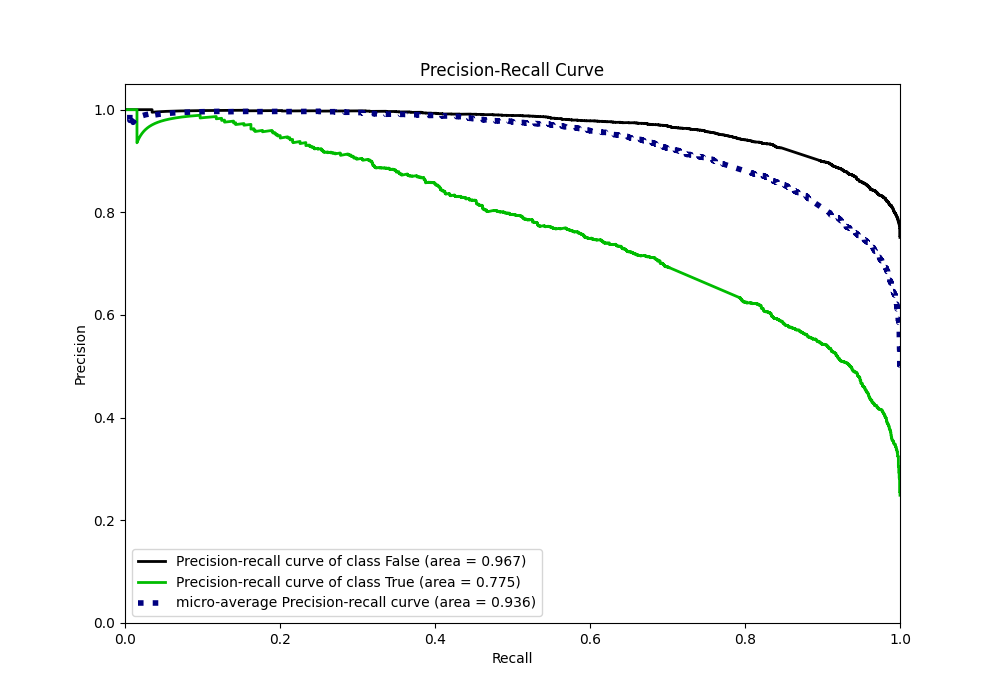 Precision-Recall Curve
1.0
0.8
0.6
0.4
0.2
0.0
Precision
Precision-recall curve of class False (area = 0.967)
Precision-recall curve of class True (area = 0.775)
micro-average Precision-recall curve (area = 0.936)
0.0 0.2 0.4 0.6 0.8 1.0
Recall